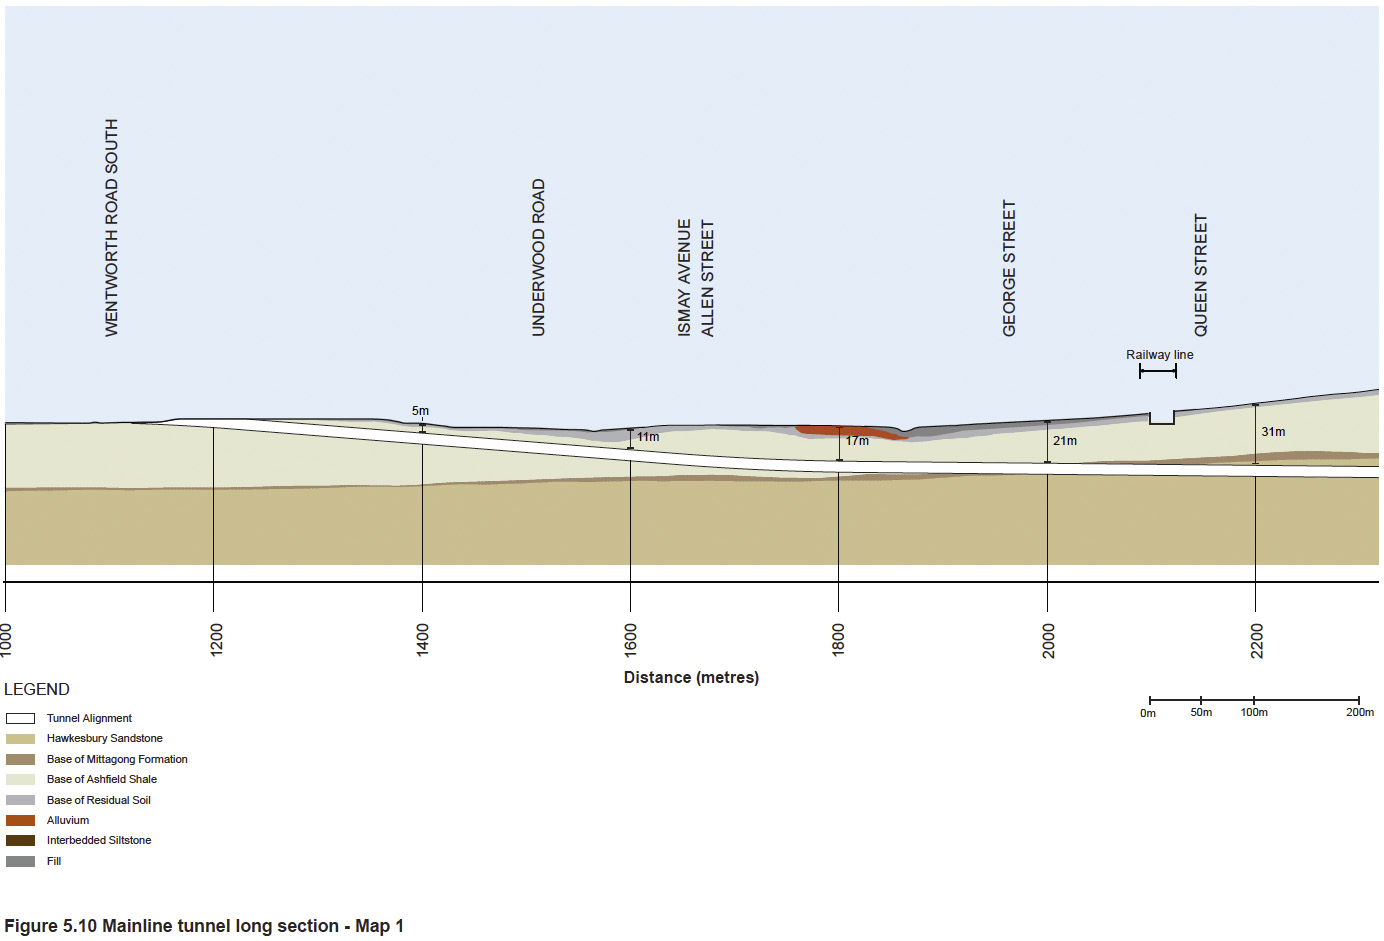 WENTWORTH ROAD SOUTH
UNDERWOOD ROAD
ISMAY AVENUE
ALLEN STREET
GEORGE STREET
QUEEN STREET
Railway line
5m
11m
17m
21m
31m
1000
1200
1400
1600
1800
2000
2200
Distance (metres)
LEGEND
Tunnel Alignment
Hawkesbury Sandstone
Base of Mittagong Formation
Base of Ashfield Shale
Base of Residual Soil
Alluvium
Interbedded Siltstone
Fill
0m 50m 100m 200m
Figure 5.10 Mainline tunnel long section - Map 1